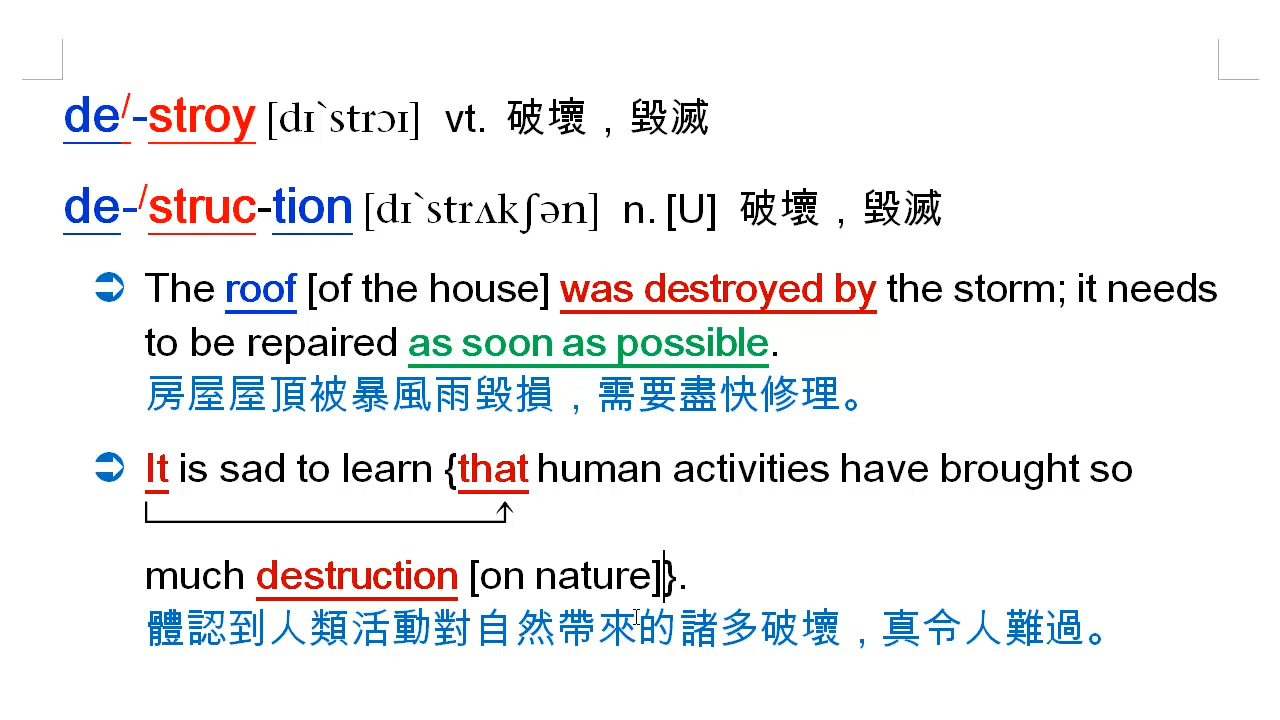 de/-stroy [dɪˋstrɔɪ] vt. 破壞，毀滅
de-/struc-tion [dɪˋstrʌkʃən] n. [U] 破壞，毀滅
➲ The roof [of the house] was destroyed by the storm; it needs
to be repaired as soon as possible.
房屋屋頂被暴風雨毀損，需要盡快修理。
➲ It is sad to learn {that human activities have brought so
much destruction [on nature]}.
體認到人類活動對自然帶來的諸多破壞，真令人難過。